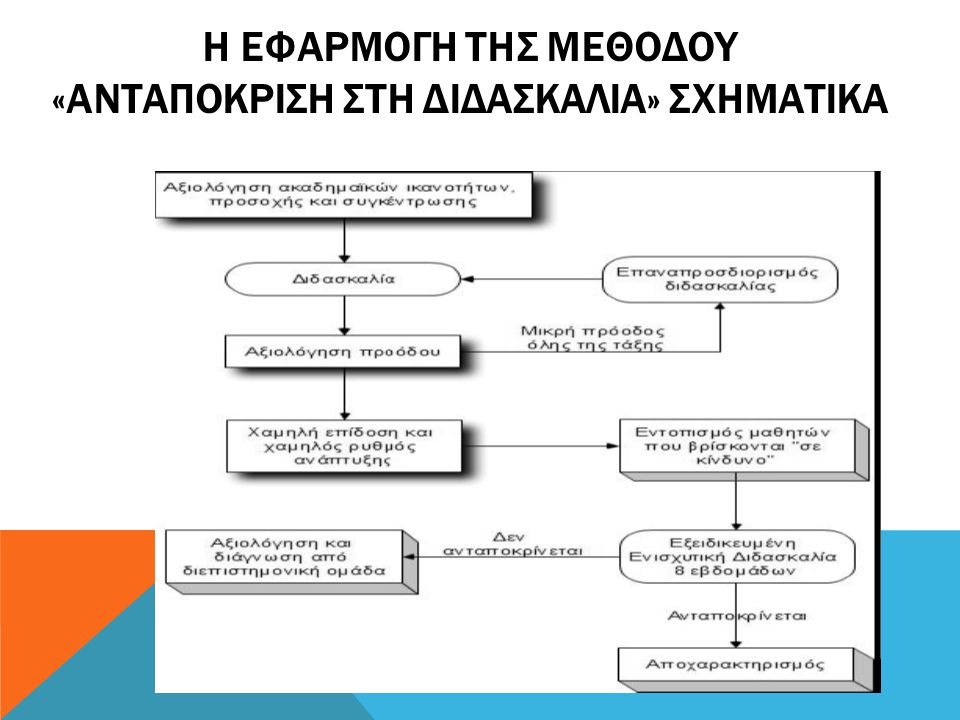 Η ΕΦΑΡΜΟΓΗ ΤΗΣ ΜΕΘΟΔΟΥ
«ΑΝΤΑΠΟΚΡΙΣΗ ΣΤΗ ΔΙΔΑΣΚΑΛΙΑ» ΣΧΗΜΑΤΙΚΑ
Αξιολόγηση ακαδημαϊκών ικανοτήτων,
προσοχής και συγκέντρωσης
Διδασκαλία
Επαναπροσδιορισμός
διδασκαλίας
Μικρή πρόοδος
όλης της τάξης
Αξιολόγηση προόδου
Χαμηλή επίδοση και
χαμηλός ρυθμός
ανάπτυξης
Εντοπισμός μαθητών
που βρίσκονται "σε
κίνδυνο"
Αξιολόγηση και
διάγνωση από
διεπιστημονική ομάδα
Δεν
ανταποκρίνεται
Εξειδικευμένη
Ενισχυτική Διδασκαλία
8 εβδομάδων
Ανταποκρίνεται
Αποχαρακτηρισμός